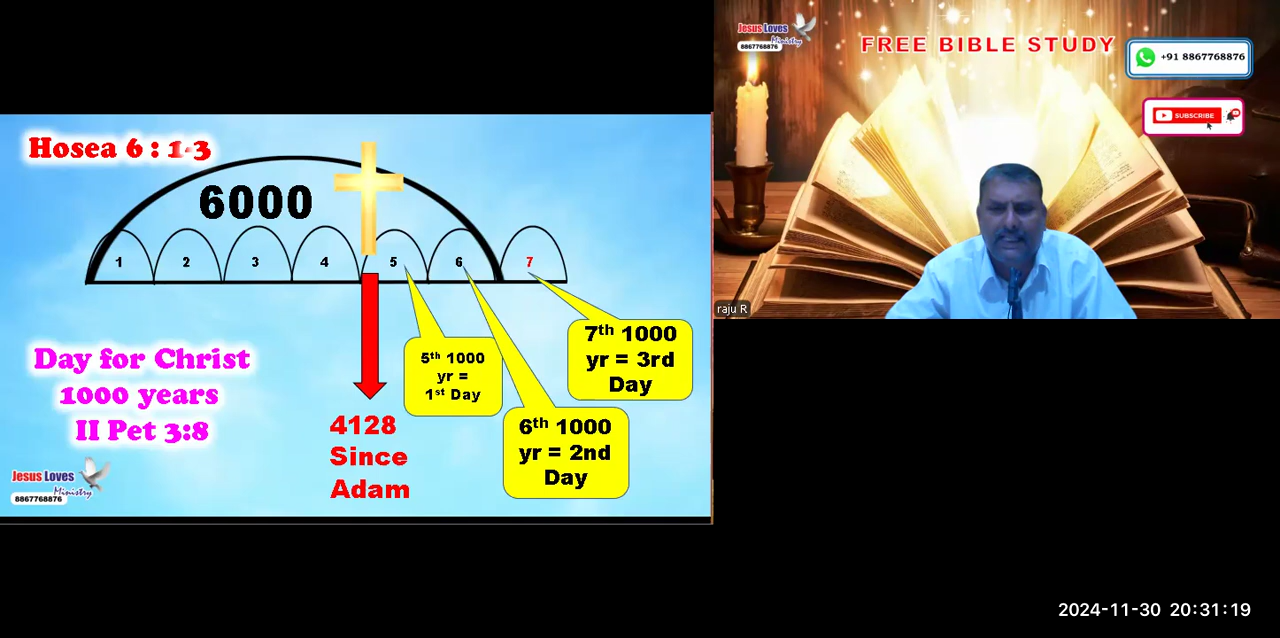 Hosea 6 : 1-3
6000
1
2
3
4
5
6
7
5th 1000
yr =
1st Day
6th 1000
yr = 2nd
Day
7th 1000
yr = 3rd
Day
Day for Christ
1000 years
II Pet 3:8
4128
Since
Adam
Jesus Loves
Ministry
8867768876
Jesus Loves
Ministry
8867768876
FREE BIBLE STUDY
+91 8867768876
SUBSCRIBE
raju R
2024-11-30 20:31:19